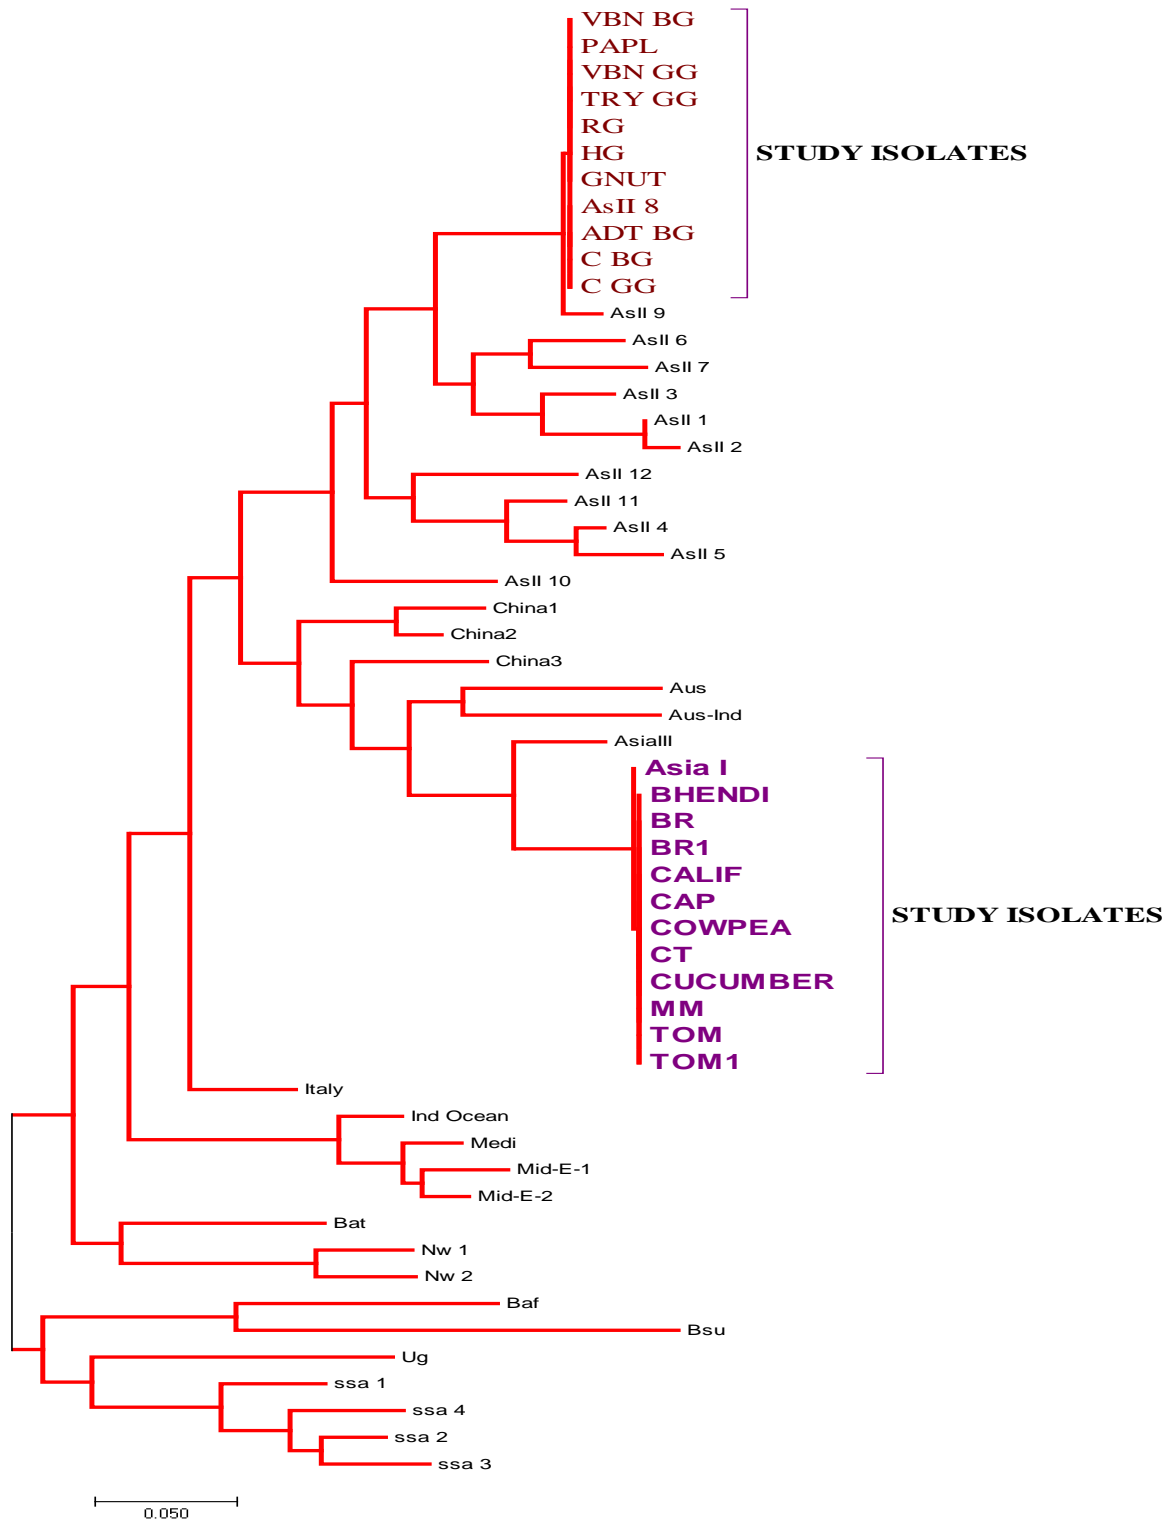 VBN BG
PAPL
VBN GG
TRY GG
RG
HG
STUDY ISOLATES
GNUT
AsII 8
ADT BG
C BG
C GG
AsII 9
AsII 6
AsII 7
AsII 3
AsII 1
AsII 2
AsII 12
AsII 11
AsII 4
AsII 5
AsII 10
China1
China2
China3
Aus
Aus-Ind
AsiaIII
Asia I
BHENDI
BR
BR1
CALIF
CAP
STUDY ISOLATES
COWPEA
CT
CUCUMBER
MM
TOM
TOM1
Italy
Ind Ocean
Medi
Mid-E-1
Mid-E-2
Bat
Nw 1
Nw 2
Baf
Bsu
Ug
ssa 1
ssa 4
ssa 2
ssa 3
0.050